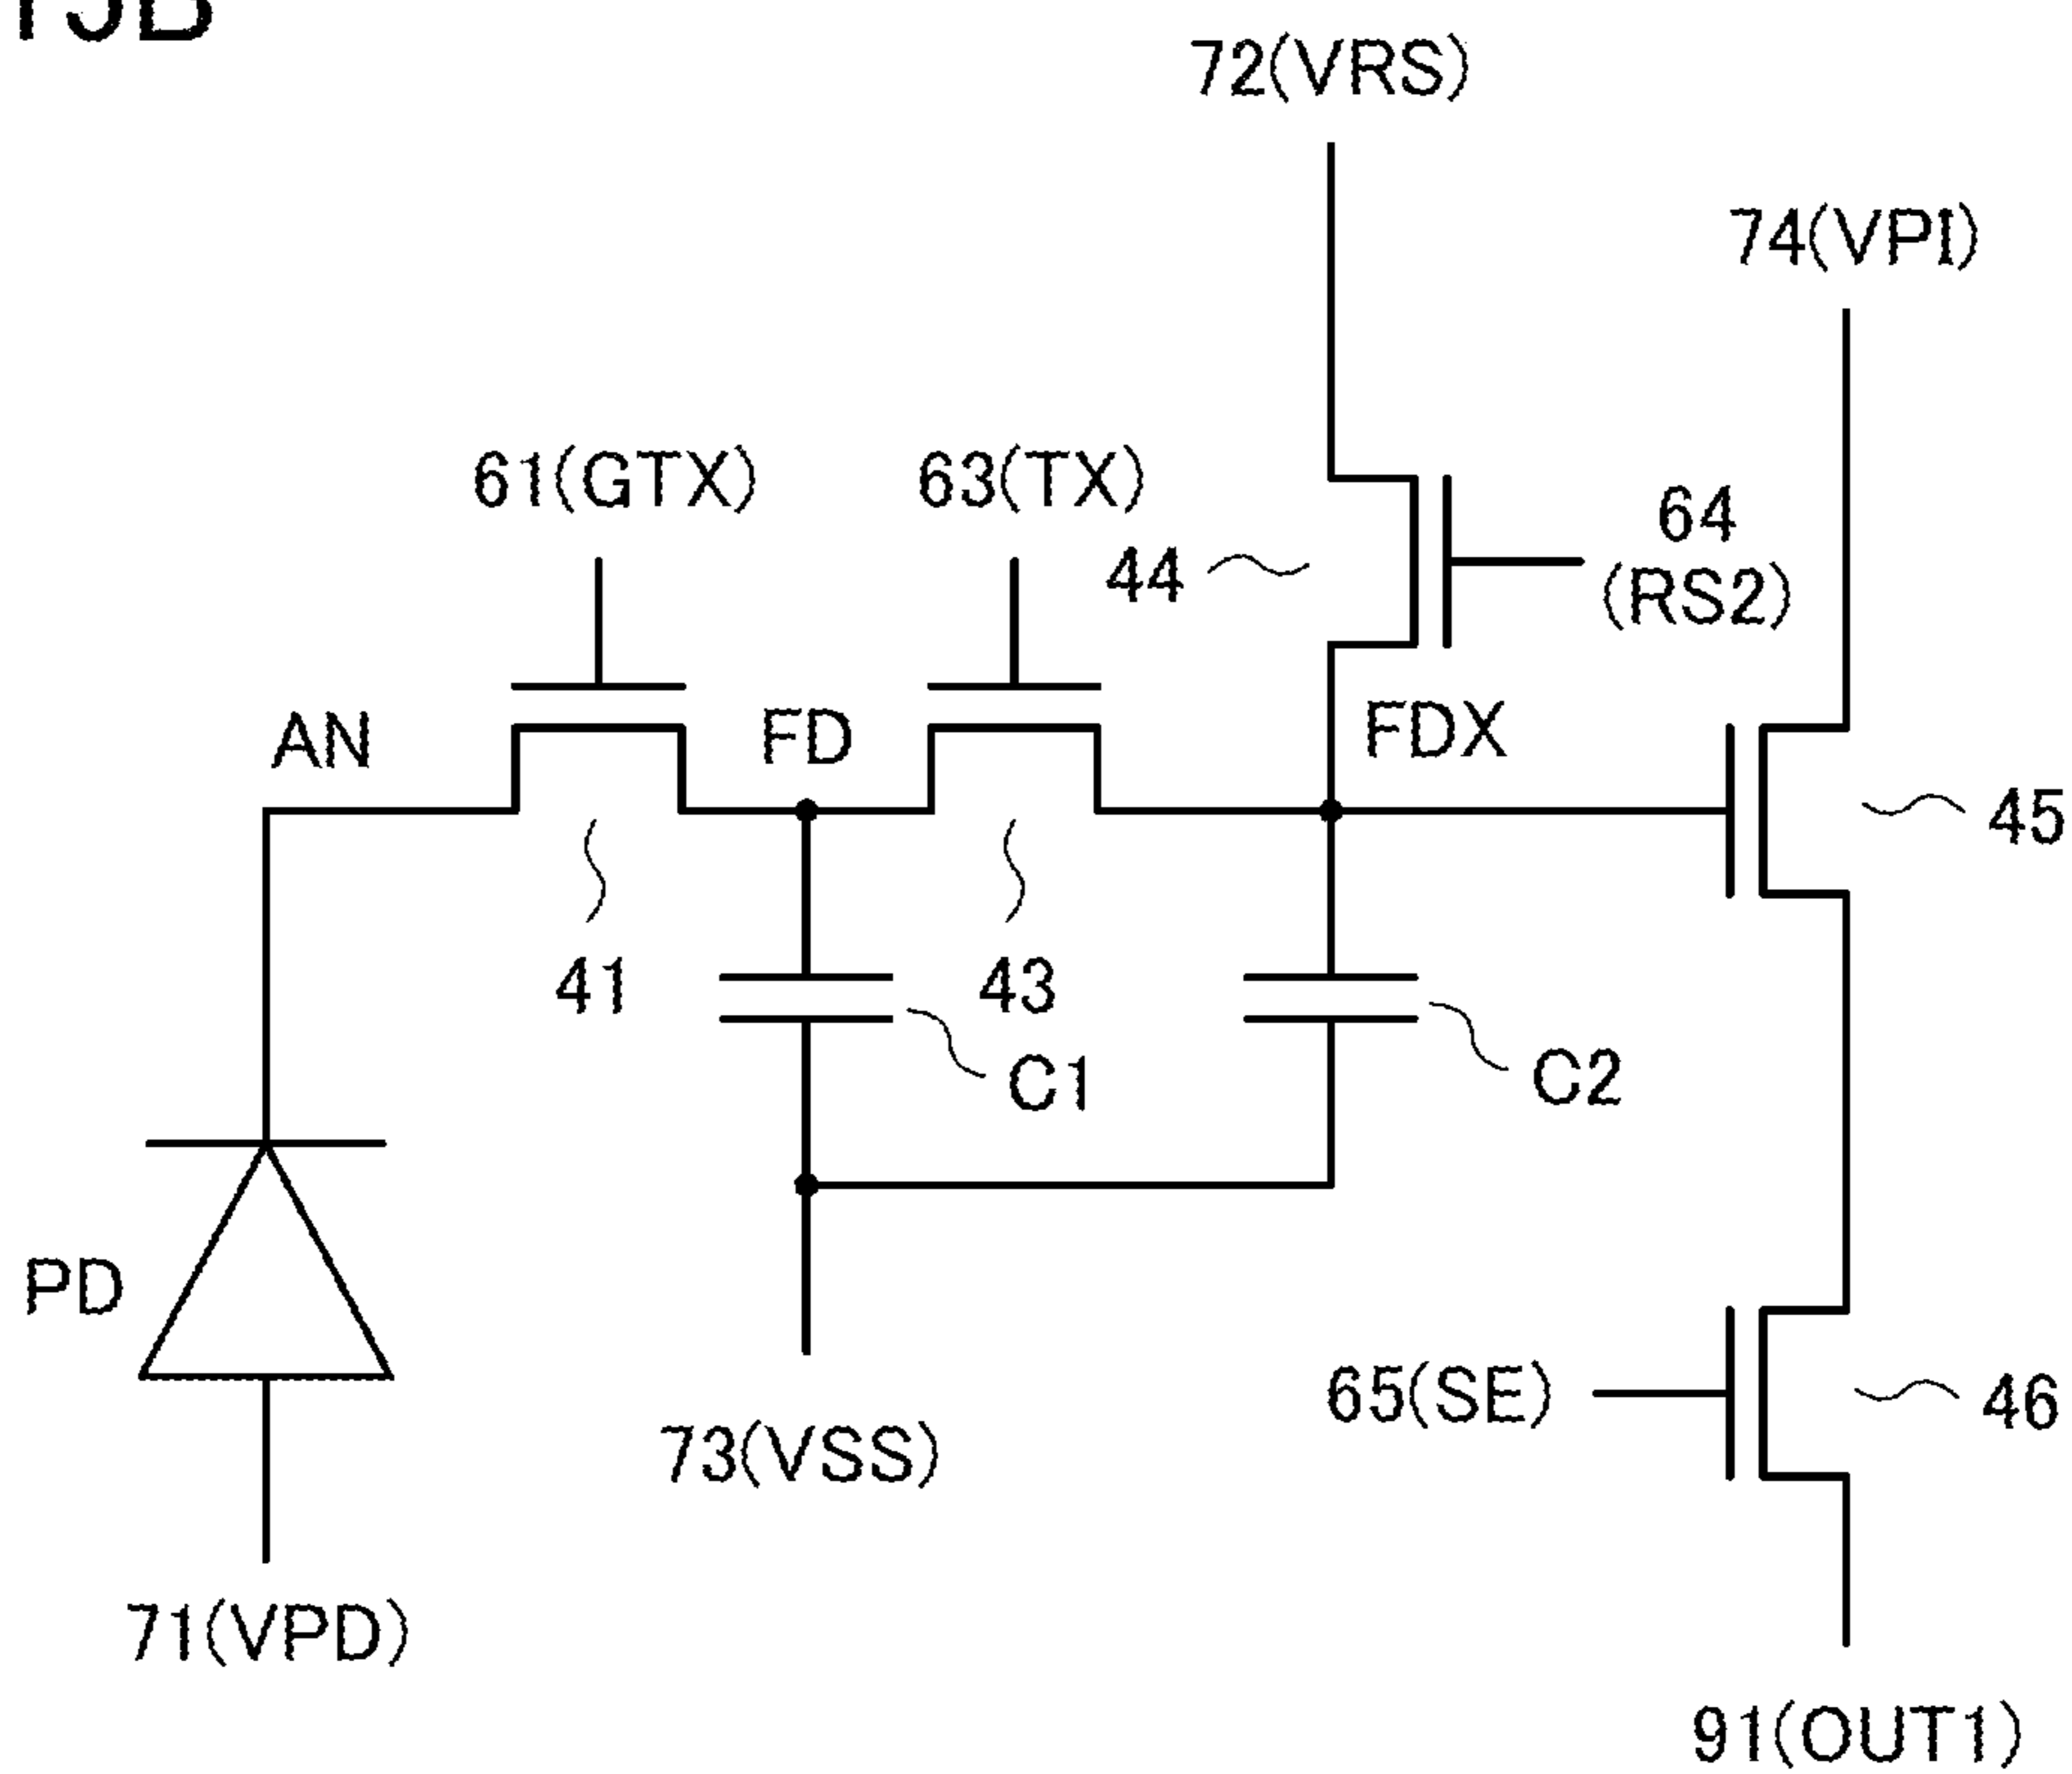 72(VRS)
74(VPI)
61(GTX)
63(TX)
64
(RS2)
44
AN
FD
FDX
45
41
43
C1
C2
PD
65(SE)
46
73(VSS)
71(VPD)
91(OUT1)